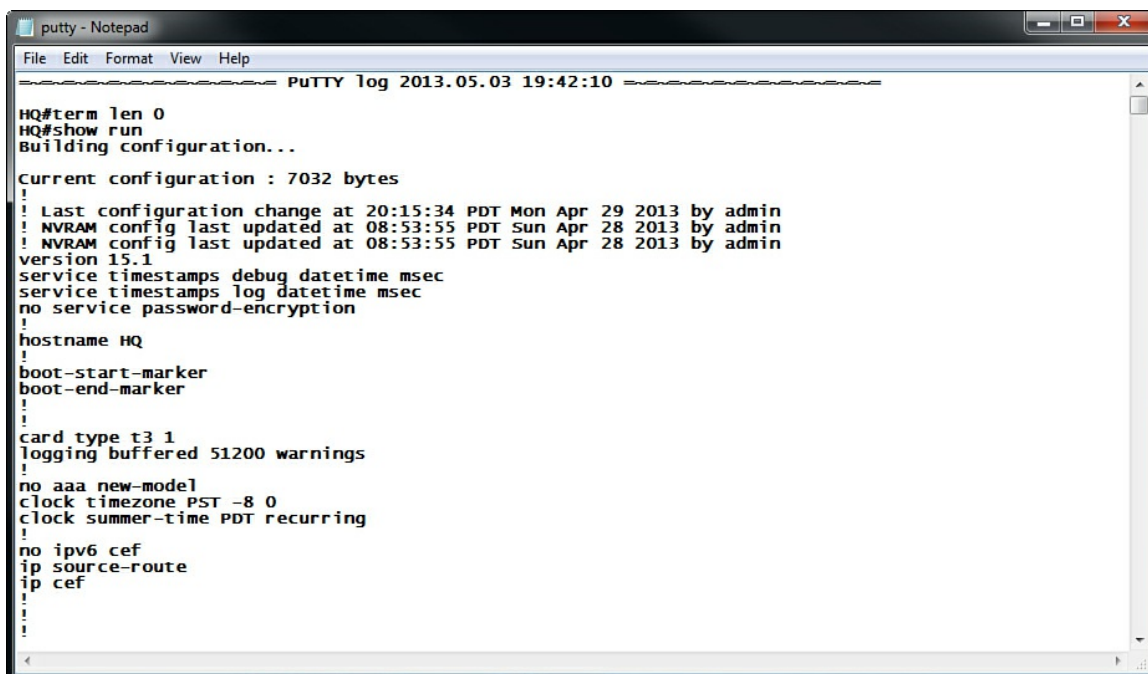 putty - Notepad
File Edit Format View Help
=~=~=~=~=~=~=~=~=~=~=~= PuTTY log 2013.05.03 19:42:10 =~=~=~=~=~=~=~=~=~=~=~=
HQ#term len 0
HQ#show run
Building configuration...
Current configuration : 7032 bytes
!
! Last configuration change at 20:15:34 PDT Mon Apr 29 2013 by admin
! NVRAM config last updated at 08:53:55 PDT Sun Apr 28 2013 by admin
! NVRAM config last updated at 08:53:55 PDT Sun Apr 28 2013 by admin
version 15.1
service timestamps debug datetime msec
service timestamps log datetime msec
no service password-encryption
!
hostname HQ
!
boot-start-marker
boot-end-marker
!
!
card type t3 1
logging buffered 51200 warnings
!
no aaa new-model
clock timezone PST -8 0
clock summer-time PDT recurring
!
no ipv6 cef
ip source-route
ip cef
!
!
!